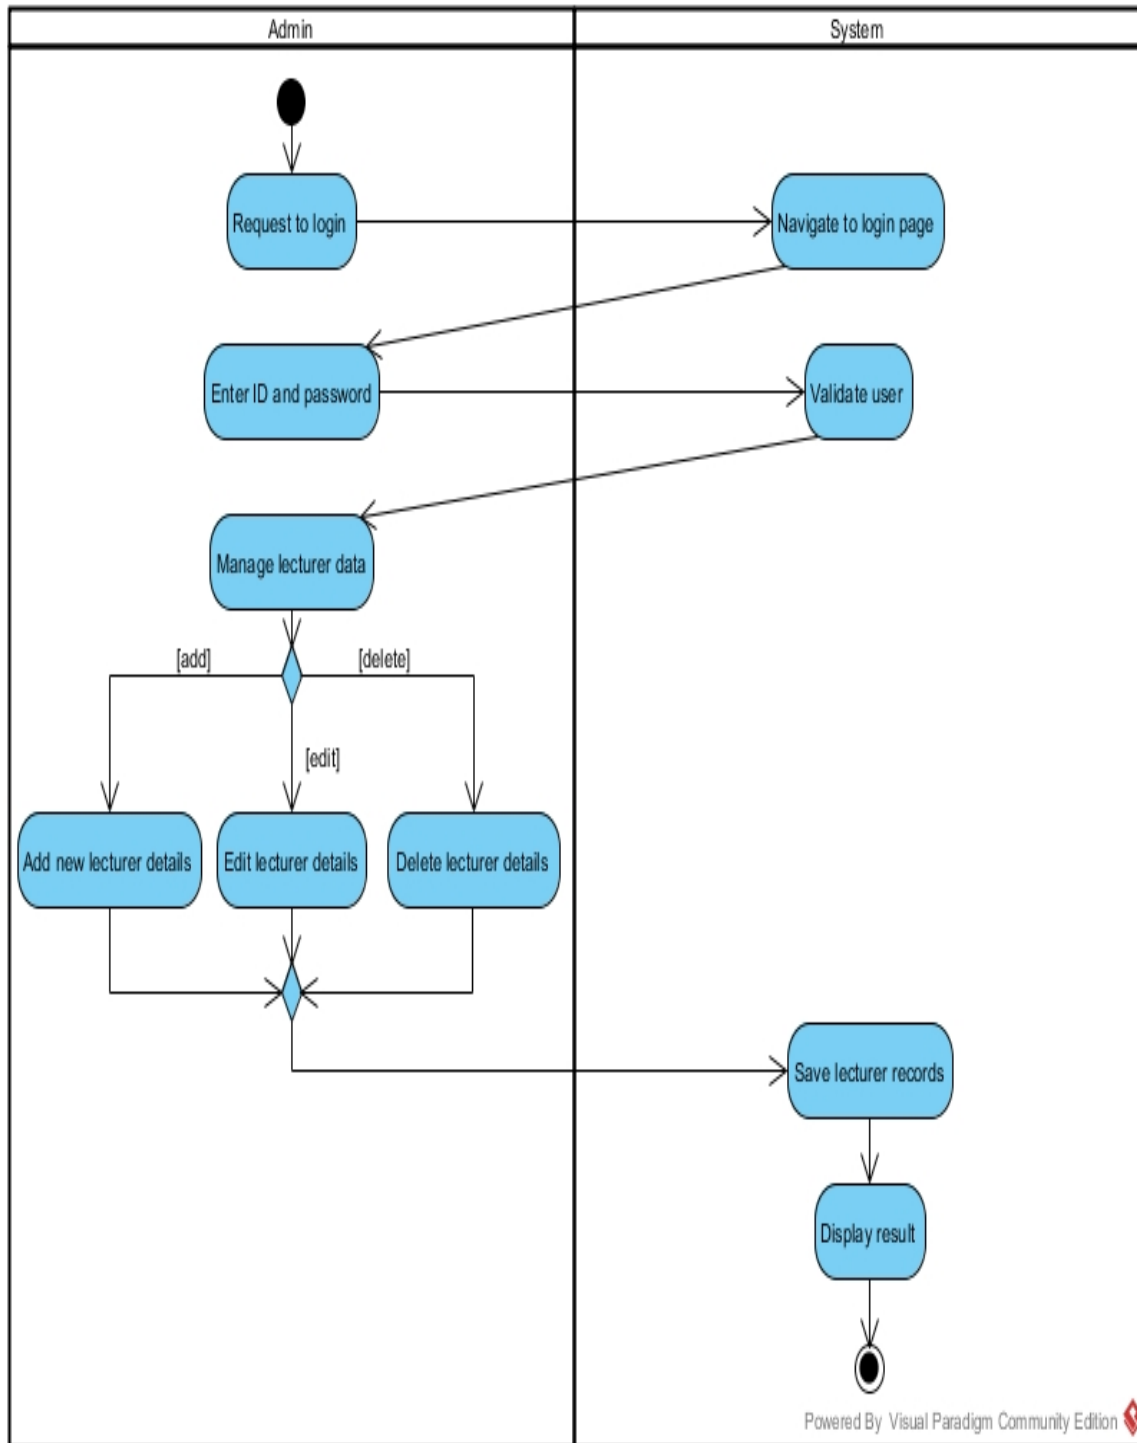 Admin
System
Request to login
Navigate to login page
Enter ID and password
Validate user
Manage lecturer data
[add]
[delete]
[edit]
Add new lecturer details
Edit lecturer details
Delete lecturer details
Save lecturer records
Display result
Powered By Visual Paradigm Community Edition